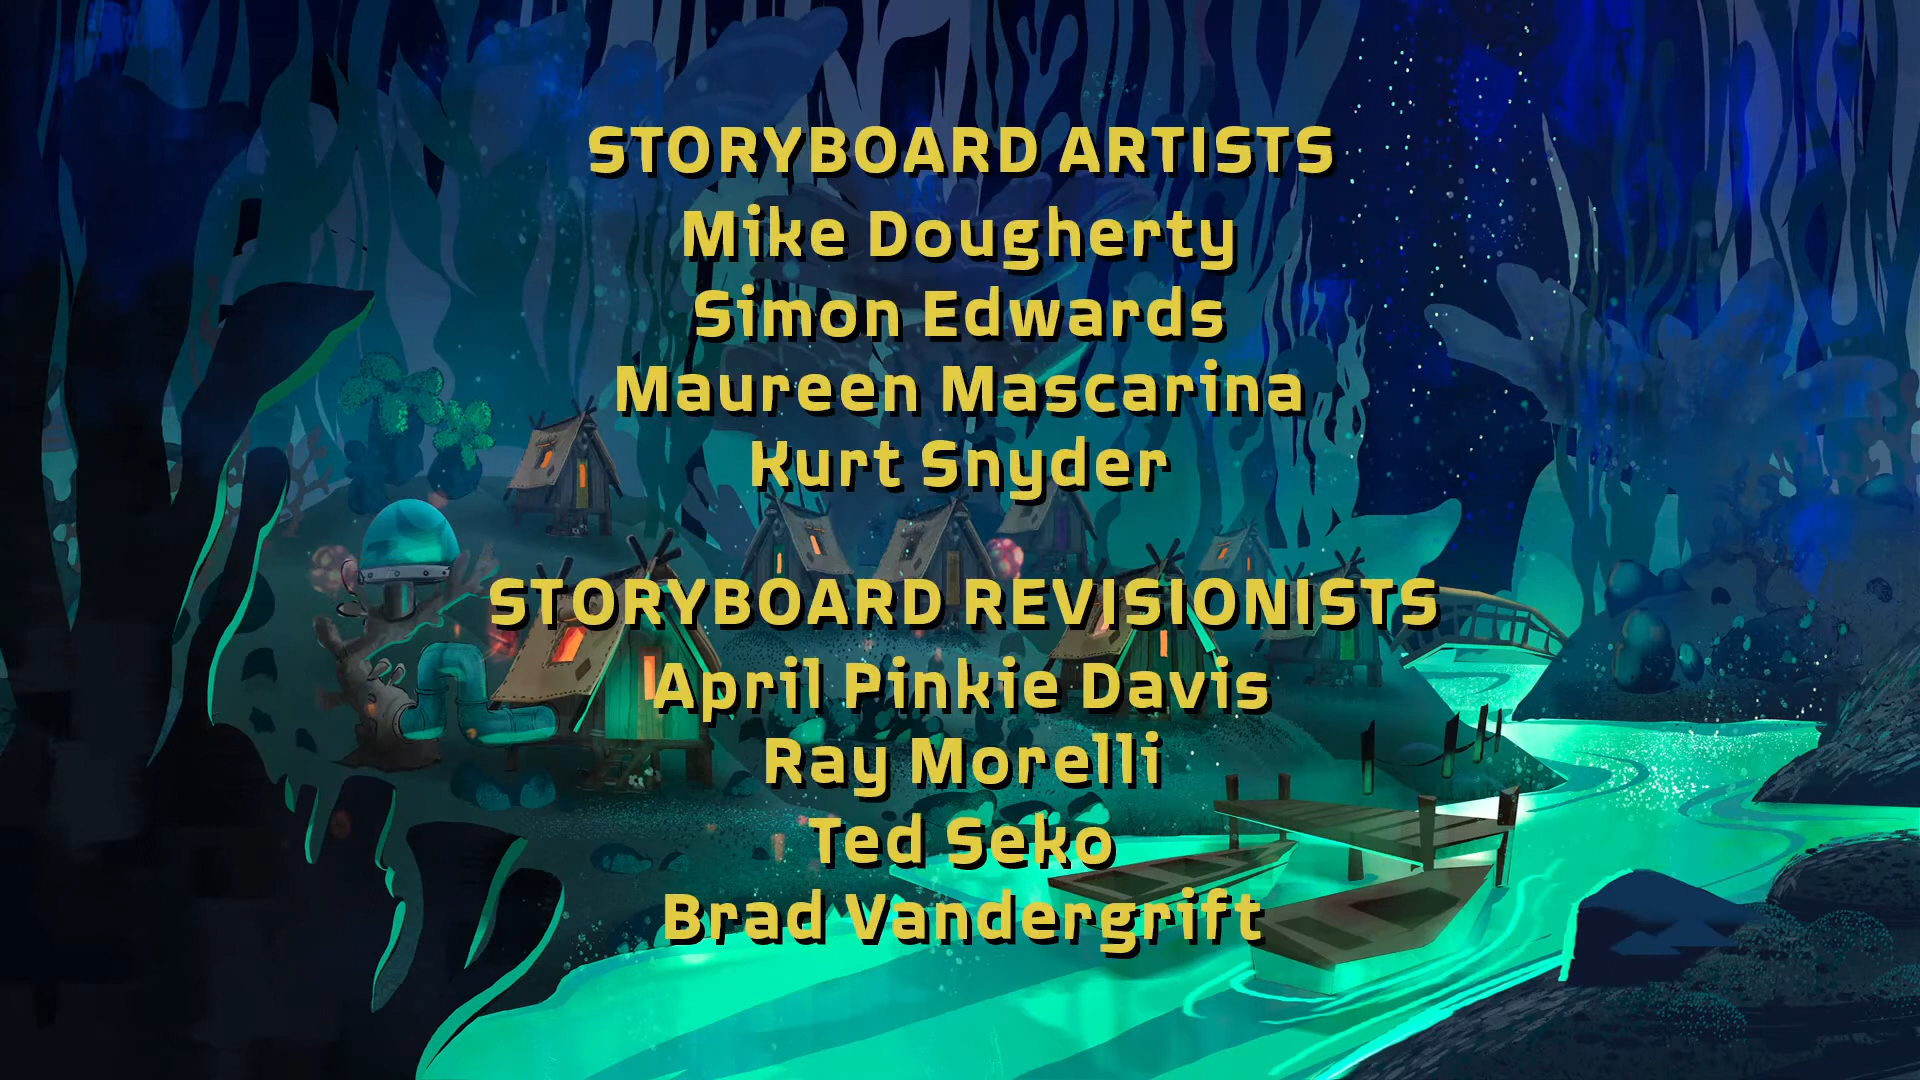 STORYBOARD ARTISTS
Mike Dougherty
Simon Edwards
Maureen Mascarina
Kurt Snyder
STORYBOARD REVISIONISTS
April Pinkie Davis
Ray Morelli
Ted Seko
Brad Vandergrift